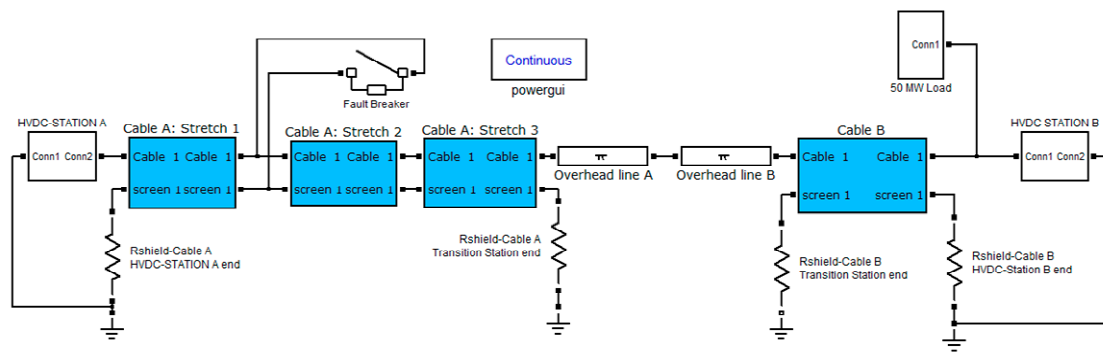 Conn1
50 MW Load
Continuous
powergui
Fault Breaker
HVDC-STATION A
Conn1 Conn2
Cable A: Stretch 1
Cable 1 Cable 1
screen 1 screen 1
Cable A: Stretch 2
Cable 1 Cable 1
screen 1 screen 1
Cable A: Stretch 3
Cable 1 Cable 1
screen 1 screen 1
π
Overhead line A
π
Overhead line B
Cable B
Cable 1 Cable 1
screen 1 screen 1
HVDC STATION B
Conn1 Conn2
Rshield-Cable A
HVDC-STATION A end
Rshield-Cable A
Transition Station end
Rshield-Cable B
Transition Station end
Rshield-Cable B
HVDC-Station B end